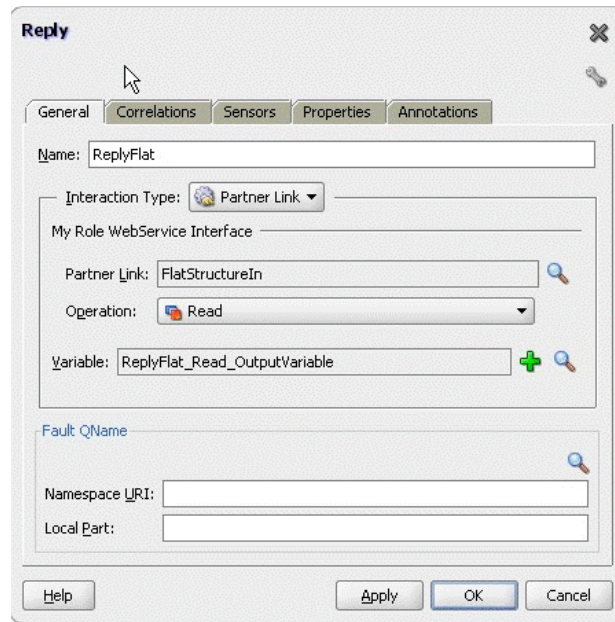 Reply
General Correlations Sensors Properties Annotations
Name: ReplyFlat
Interaction Type: Partner Link
My Role WebService Interface
Partner Link: FlatStructureIn
Operation: Read
Variable: ReplyFlat_Read_OutputVariable
Fault QName
Namespace URI:
Local Part:
Help Apply OK Cancel